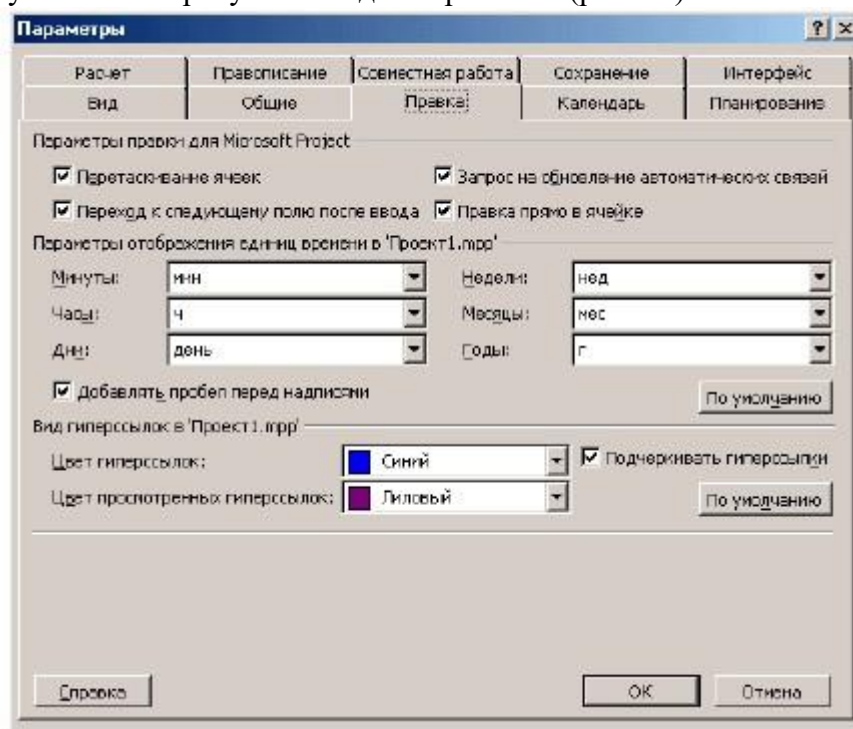 Параметры
Расчет Правописание Совместная работа Сохранение Интерфейс
Вид Общие Правка Календарь Планирование
Параметры правки для Microsoft Project
Перетаскивание ячеек Запрос на обновление автоматических связей
Переход к следующему полю после ввода Правка прямо в ячейке
Параметры отображения единиц времени в 'Проект1.mpp'
Минуты: мин Недели: нед
Часы: ч Месяцы: мес
Дни: день Годы: г
Добавлять пробел перед надписями По умолчанию
Вид гиперссылок в 'Проект1.mpp'
Цвет гиперссылок: Синий Подчеркивать гиперссылки
Цвет просмотренных гиперссылок: Лиловый По умолчанию
Справка ОК Отмена